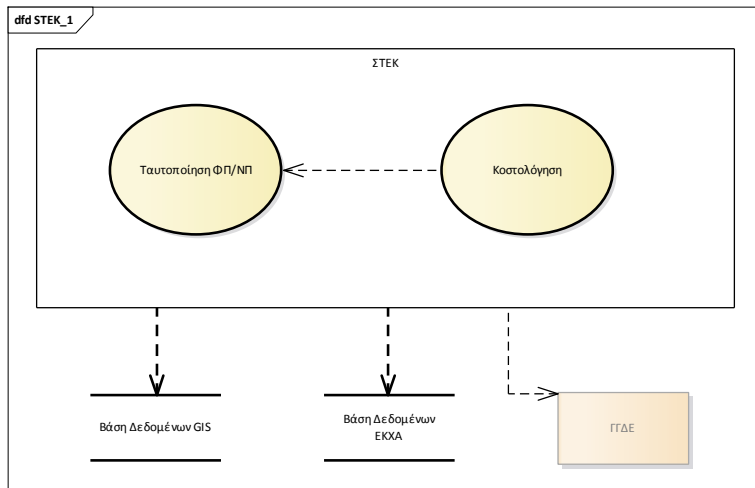 dfd STEK_1
ΣΤΕΚ
Ταυτοποίηση ΦΠ/ΝΠ
Κοστολόγηση
Βάση Δεδομένων GIS
Βάση Δεδομένων
ΕΚΧΑ
ΓΓΔΕ